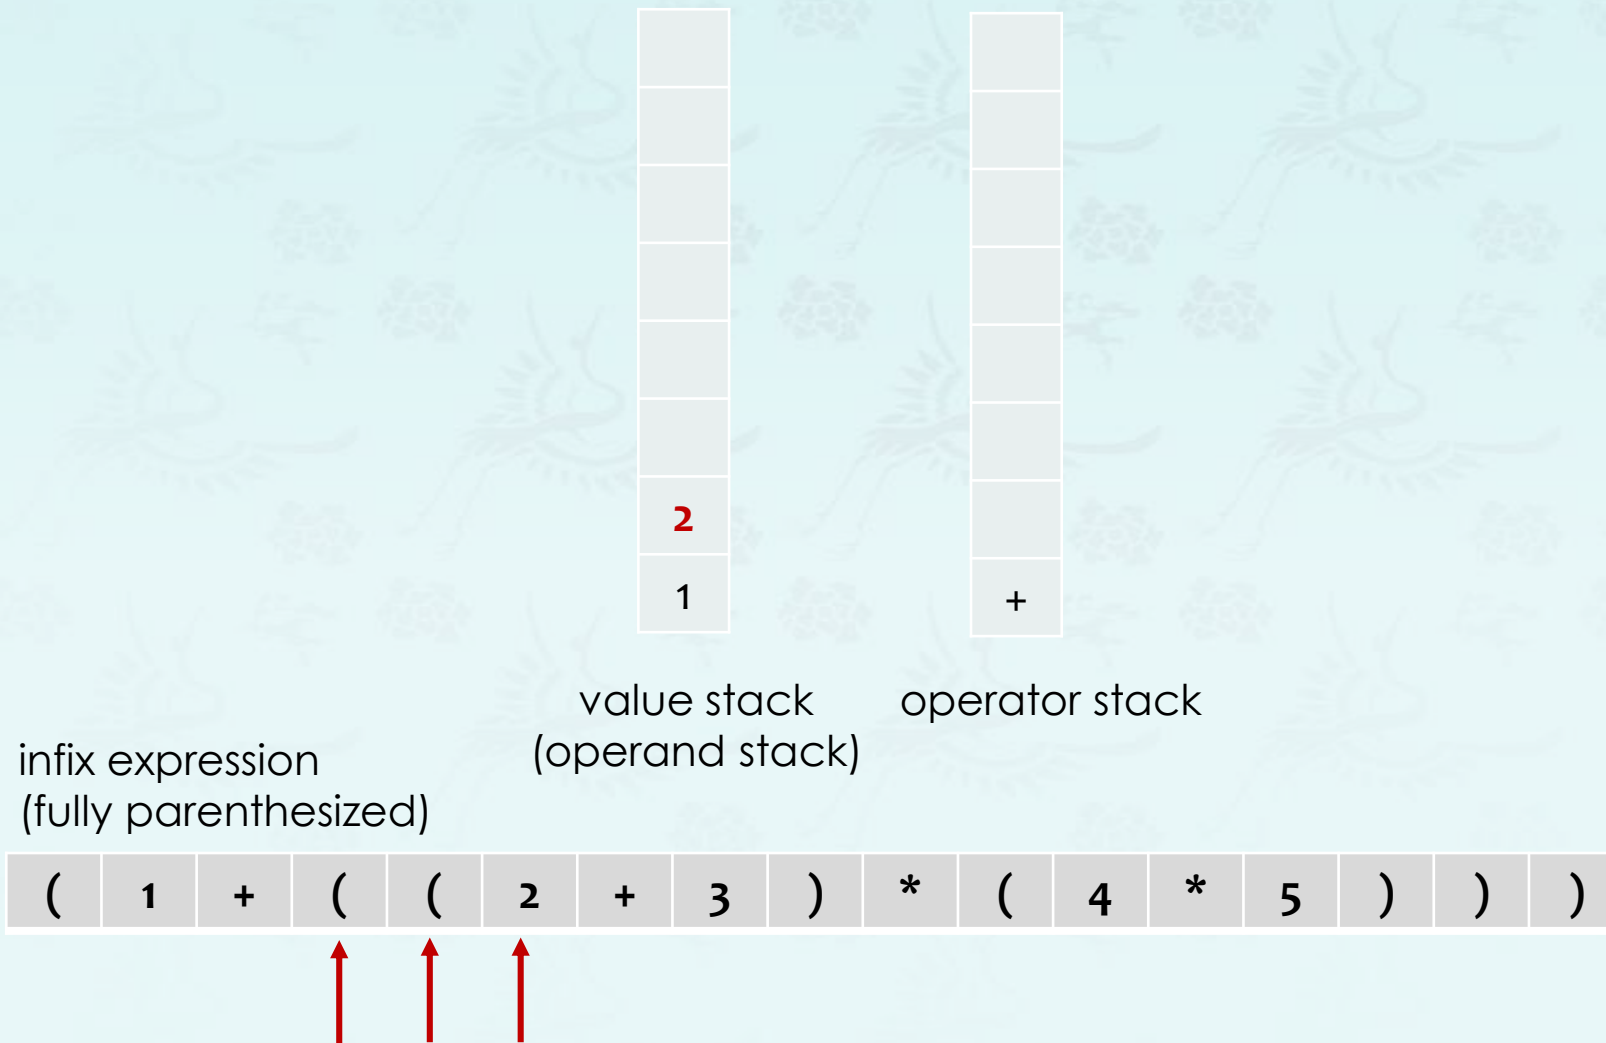 2
1
+
value stack
(operand stack)
operator stack
infix expression
(fully parenthesized)
( 1 + ( ( 2 + 3 ) * ( 4 * 5 ) ) )